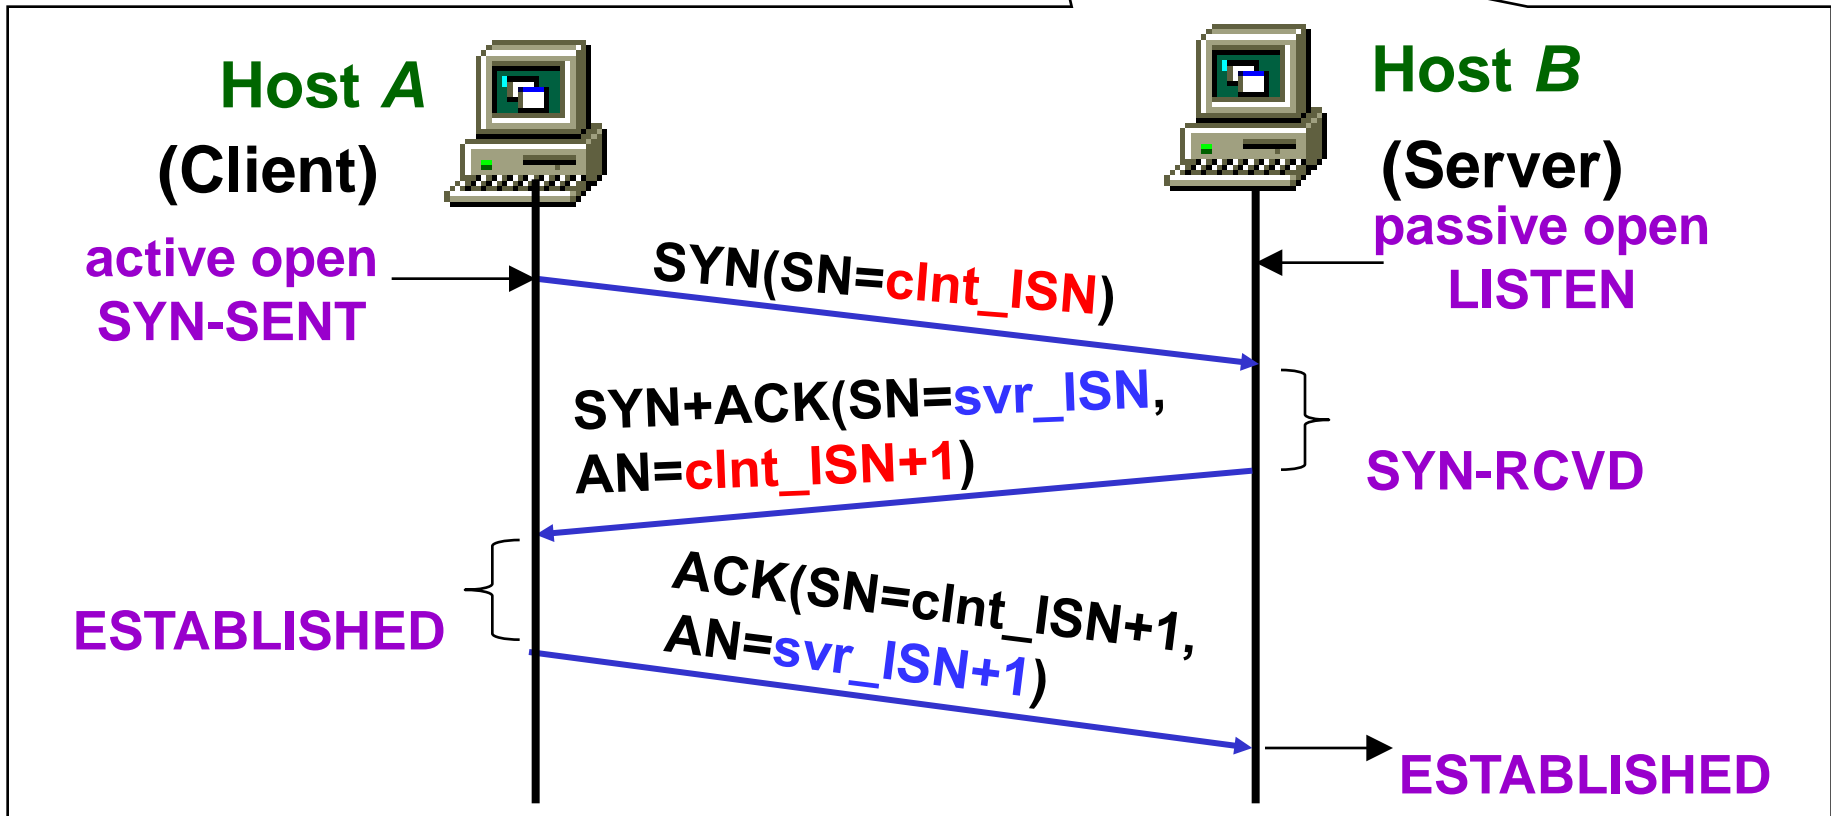 Host A
(Client)
Host B
(Server)
active open
SYN-SENT
passive open
LISTEN
SYN(SN=clnt_ISN)
SYN+ACK(SN=svr_ISN,
AN=clnt_ISN+1)
SYN-RCVD
ACK(SN=clnt_ISN+1,
AN=svr_ISN+1)
ESTABLISHED
ESTABLISHED